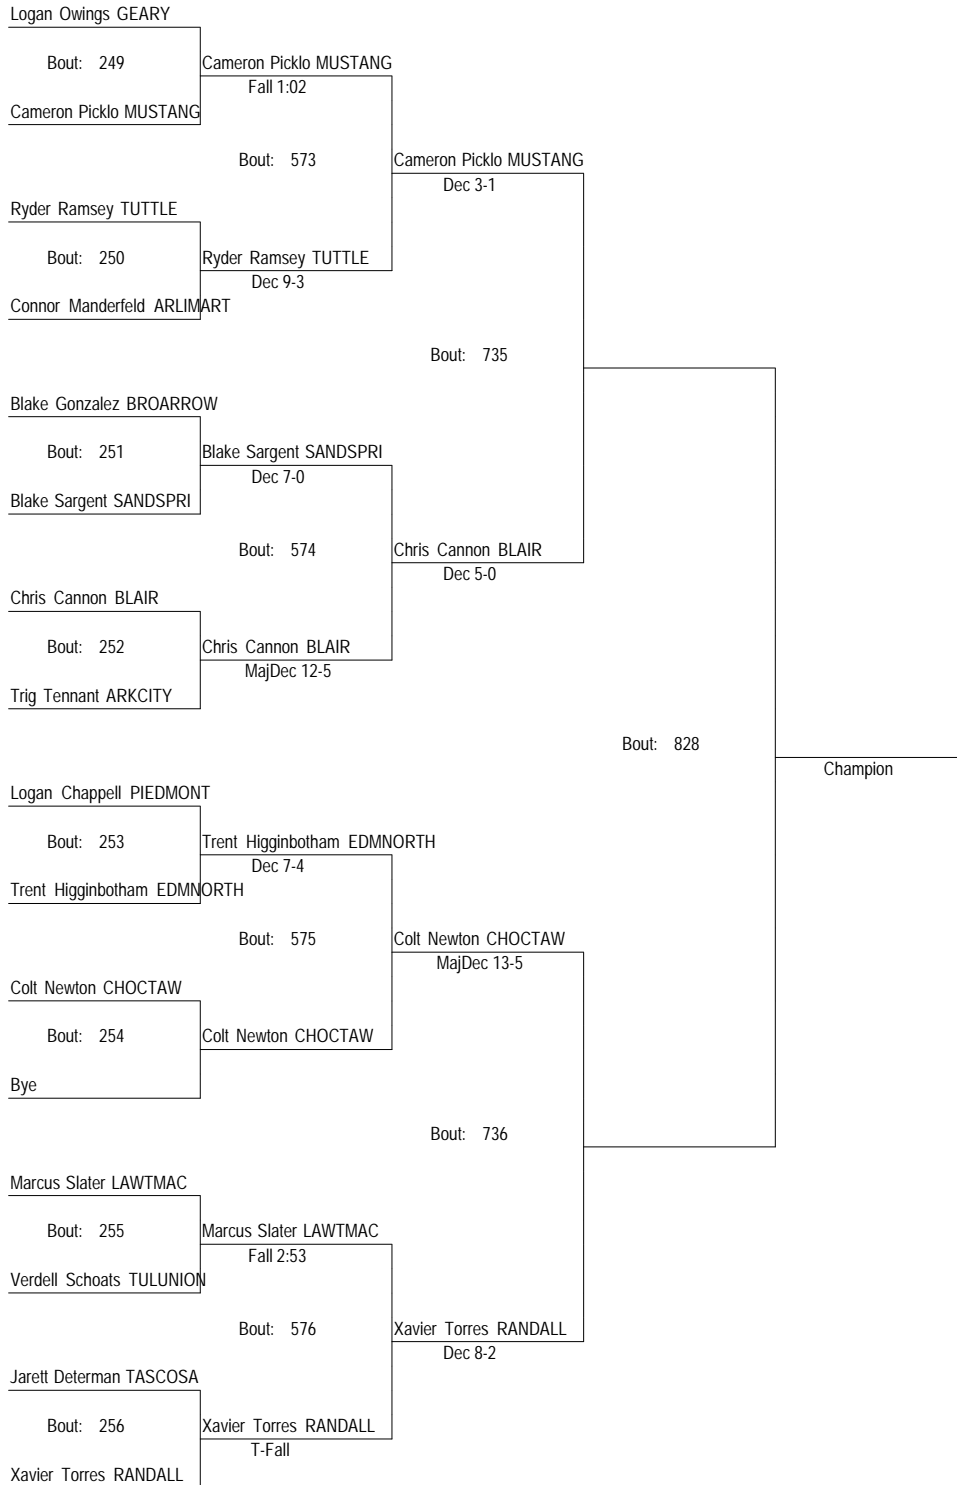 Logan Owings GEARY
Bout: 249
Cameron Picklo MUSTANG
Fall 1:02
Cameron Picklo MUSTANG
Bout: 573
Cameron Picklo MUSTANG
Dec 3-1
Ryder Ramsey TUTTLE
Bout: 250
Ryder Ramsey TUTTLE
Dec 9-3
Connor Manderfeld ARLIMART
Bout: 735
Blake Gonzalez BROARROW
Bout: 251
Blake Sargent SANDSPRI
Dec 7-0
Blake Sargent SANDSPRI
Bout: 574
Chris Cannon BLAIR
Dec 5-0
Chris Cannon BLAIR
Bout: 252
Chris Cannon BLAIR
MajDec 12-5
Trig Tennant ARKCITY
Bout: 828
Champion
Logan Chappell PIEDMONT
Bout: 253
Trent Higginbotham EDMNORTH
Dec 7-4
Trent Higginbotham EDMNORTH
Bout: 575
Colt Newton CHOCTAW
MajDec 13-5
Colt Newton CHOCTAW
Bout: 254
Colt Newton CHOCTAW
Bye
Bout: 736
Marcus Slater LAWTMAC
Bout: 255
Marcus Slater LAWTMAC
Fall 2:53
Verdell Schoats TULUNION
Bout: 576
Xavier Torres RANDALL
Dec 8-2
Jarett Determan TASCOSA
Bout: 256
Xavier Torres RANDALL
T-Fall
Xavier Torres RANDALL